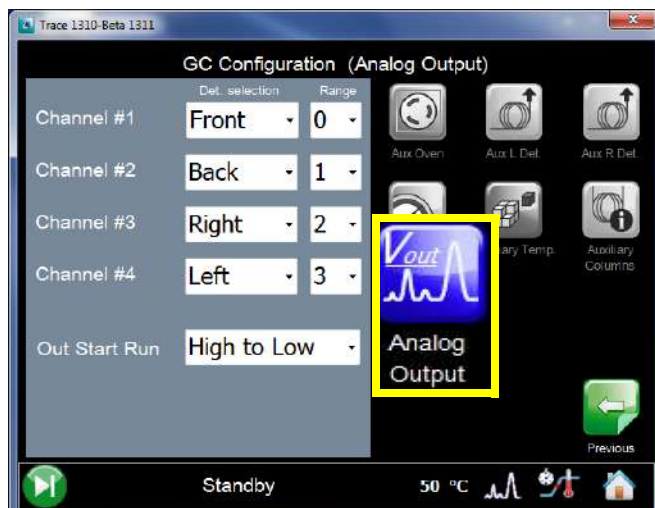 Trace 1310-Beta 1311
GC Configuration (Analog Output)
Det. selection Range
Channel #1 Front 0
Channel #2 Back 1
Channel #3 Right 2
Channel #4 Left 3
Out Start Run High to Low
Aux Oven Aux L Det. Aux R Det.
Temp. Auxiliary Columns
Vout
Analog
Output
Previous
Standby 50 °C